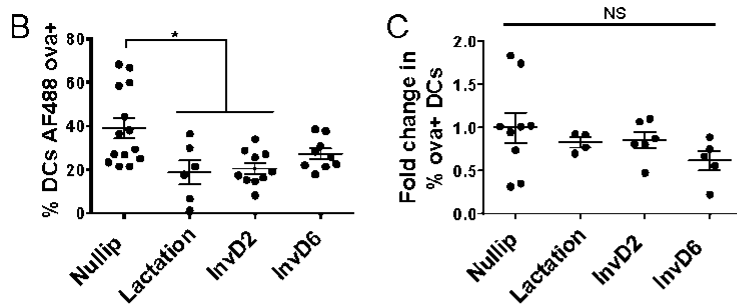 B
% DCs AF488 ova+
80
60
40
20
0
*
Nullip
Lactation
InvD2
InvD6
C
Fold change in
% ova+ DCs
2.0
1.5
1.0
0.5
0.0
NS
Nullip
Lactation
InvD2
InvD6